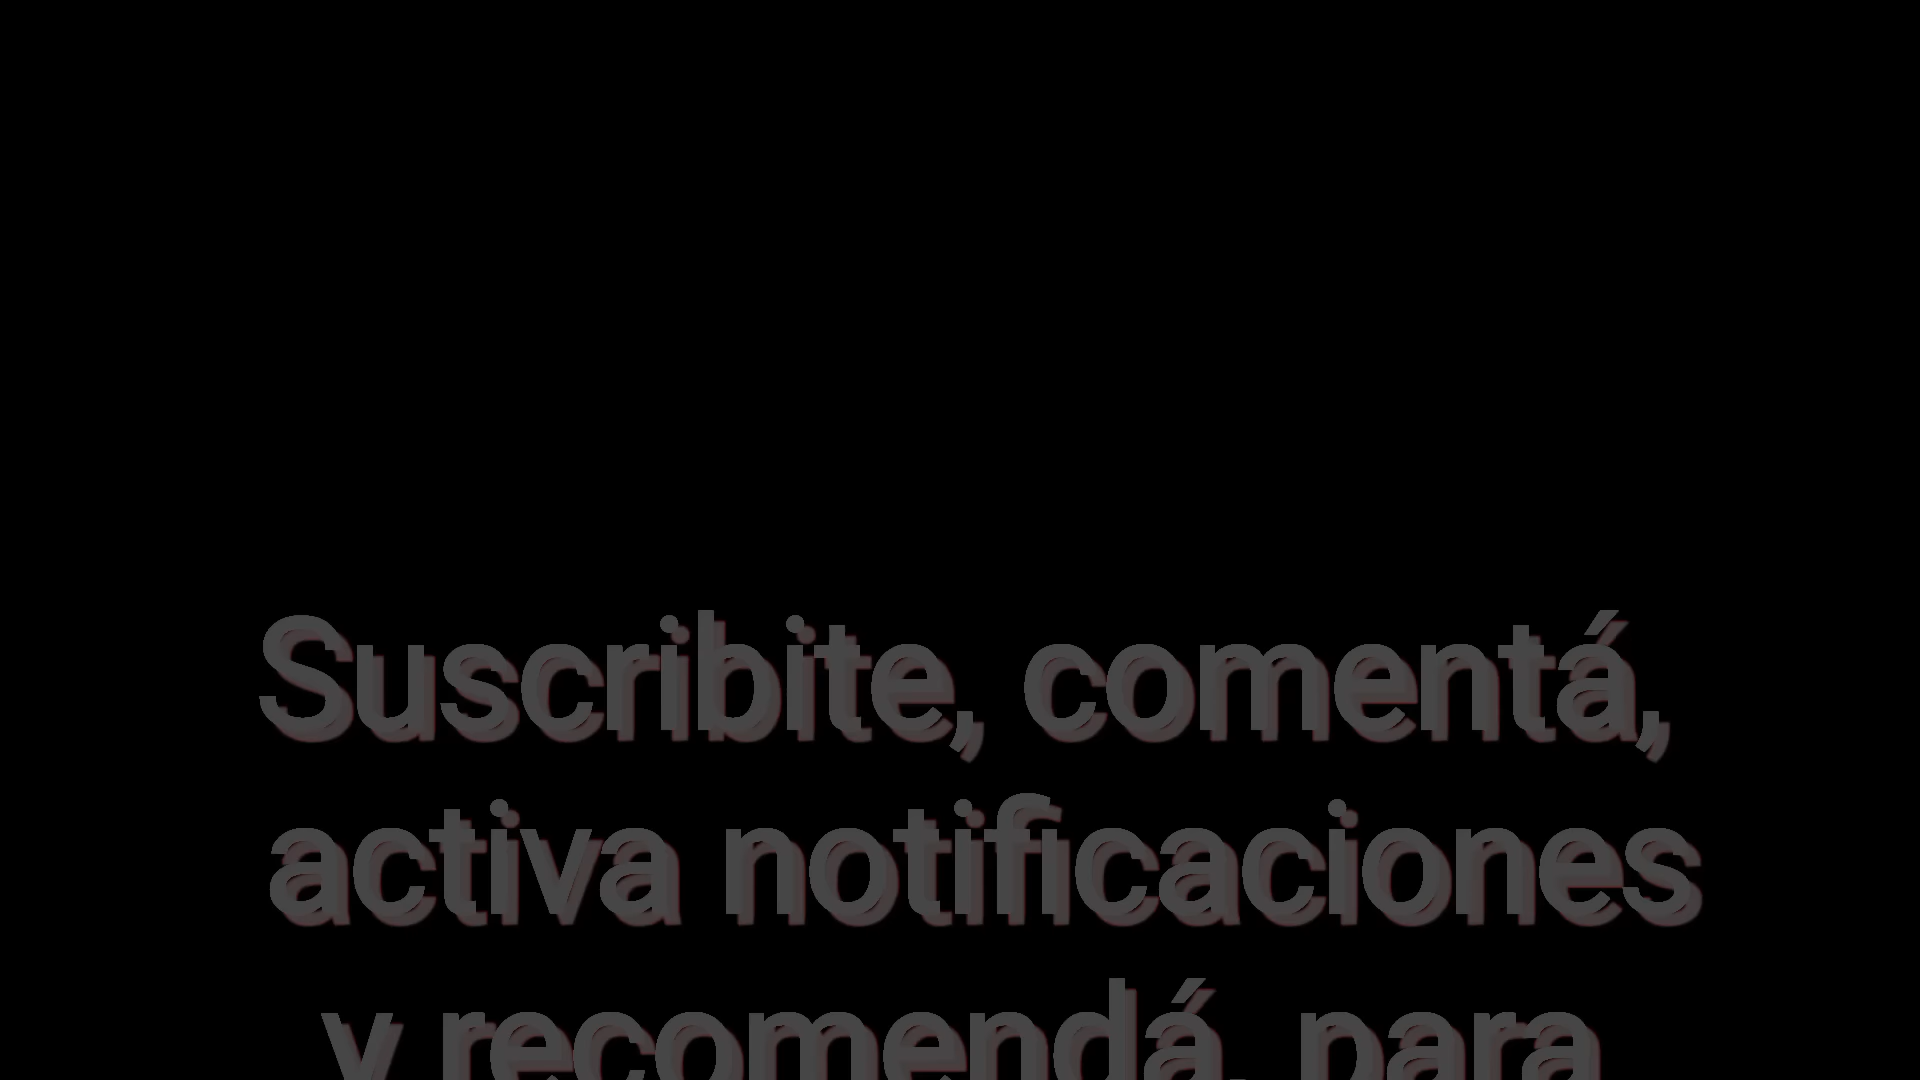 Suscribite, comentá,
activa notificaciones
y recomendá, para